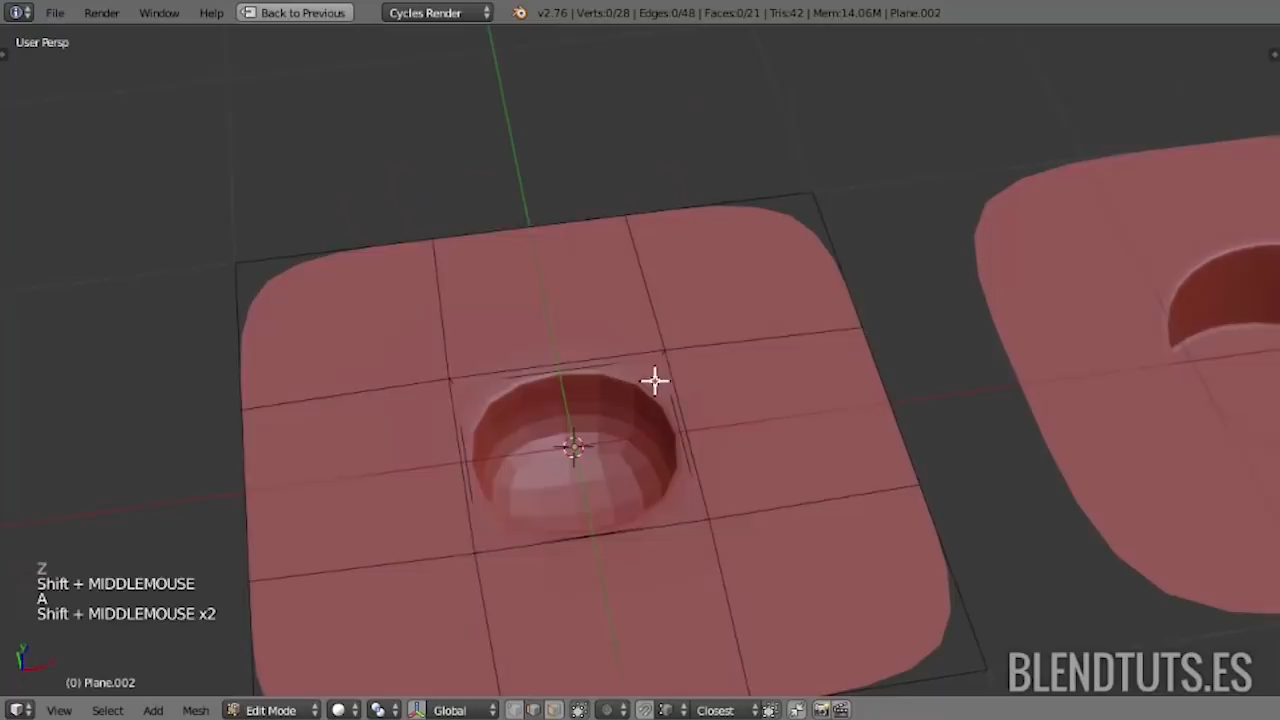 File Render Window Help Back to Previous Cycles Render v2.76 | Verts:0/28 | Edges:0/48 | Faces:0/21 | Tris:42 | Mem:14.06M | Plane.002
User Persp
Z
Shift + MIDDLEMOUSE
A
Shift + MIDDLEMOUSE x2
(0) Plane.002
BLENDTUTS.ES
View Select Add Mesh Edit Mode Global Closest